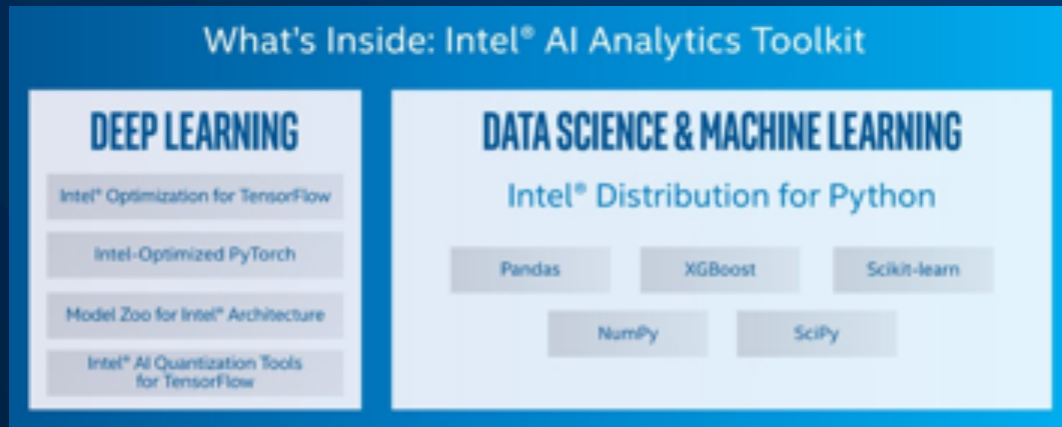 What's Inside: Intel® AI Analytics Toolkit
DEEP LEARNING
Intel® Optimization for TensorFlow
Intel-Optimized PyTorch
Model Zoo for Intel® Architecture
Intel® AI Quantization Tools
for TensorFlow
DATA SCIENCE & MACHINE LEARNING
Intel® Distribution for Python
Pandas
XGBoost
Scikit-learn
NumPy
SciPy